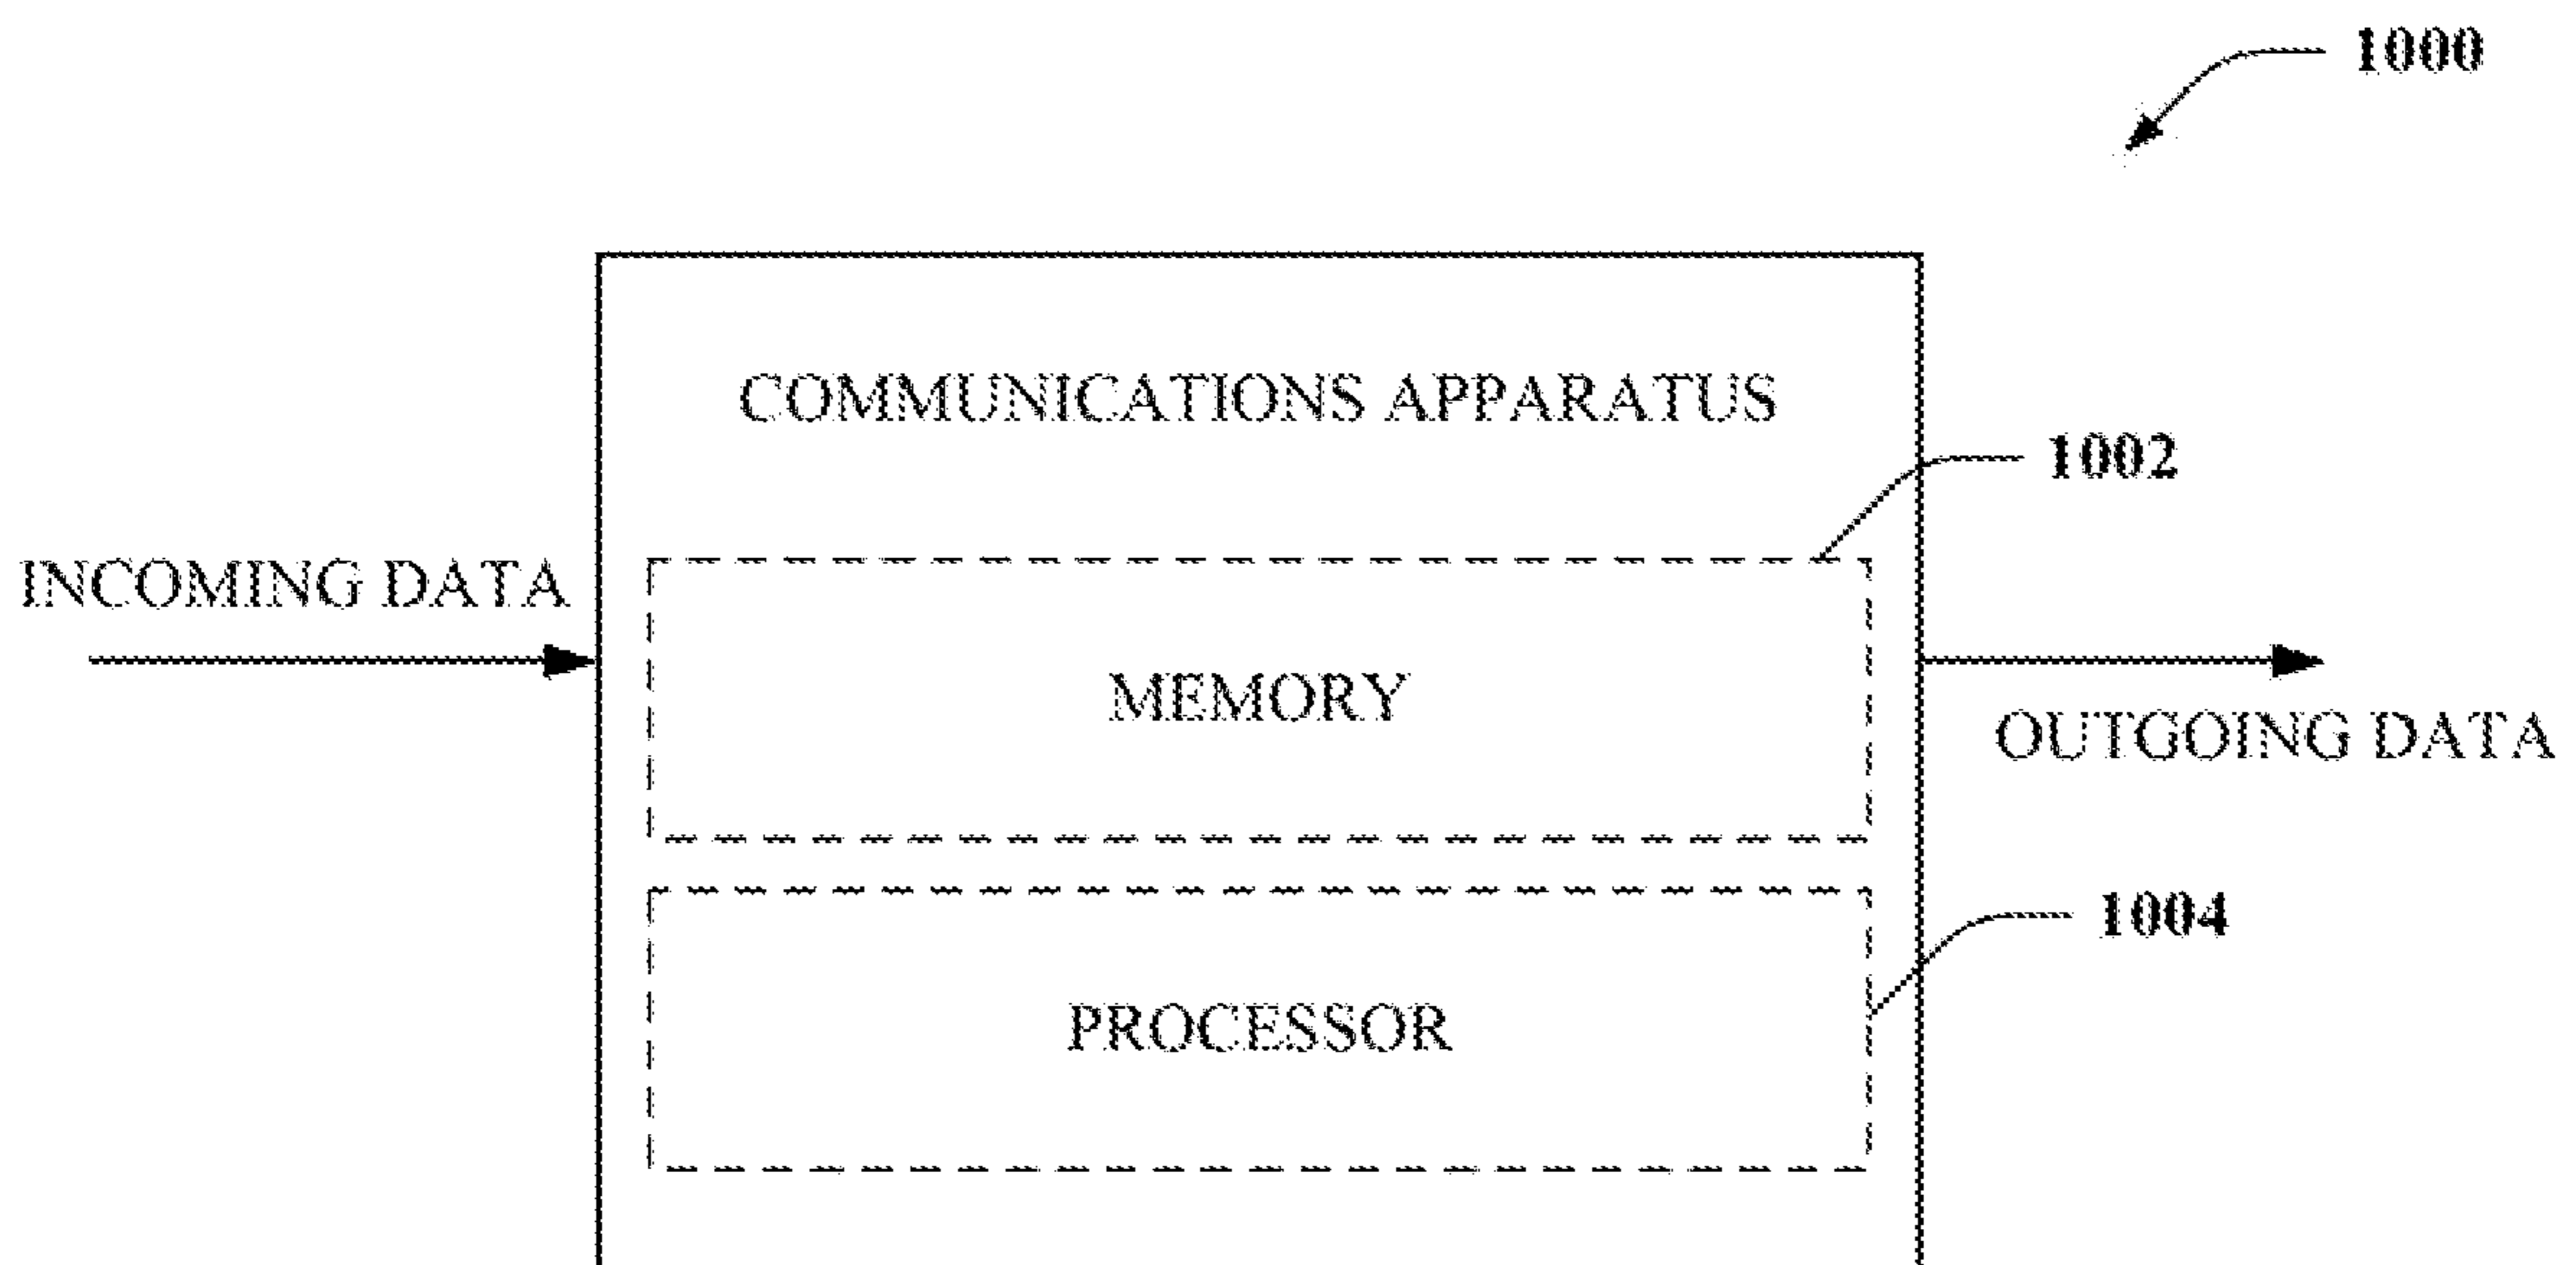 1000
COMMUNICATIONS APPARATUS
1002
INCOMING DATA
MEMORY
OUTGOING DATA
1004
PROCESSOR